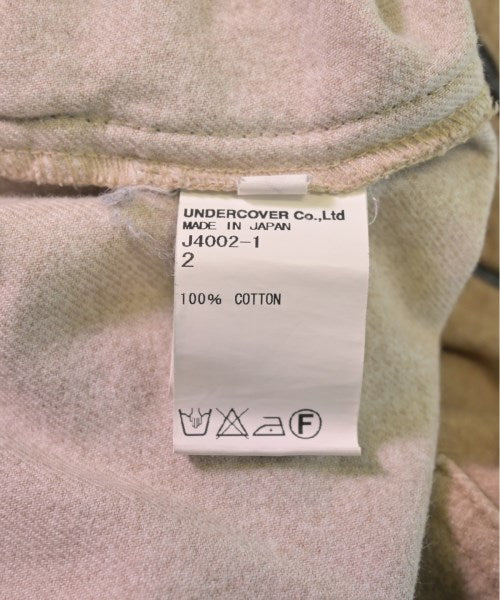 UNDERCOVER Co.,Ltd
MADE IN JAPAN
J4002-1
2
100% COTTON
F